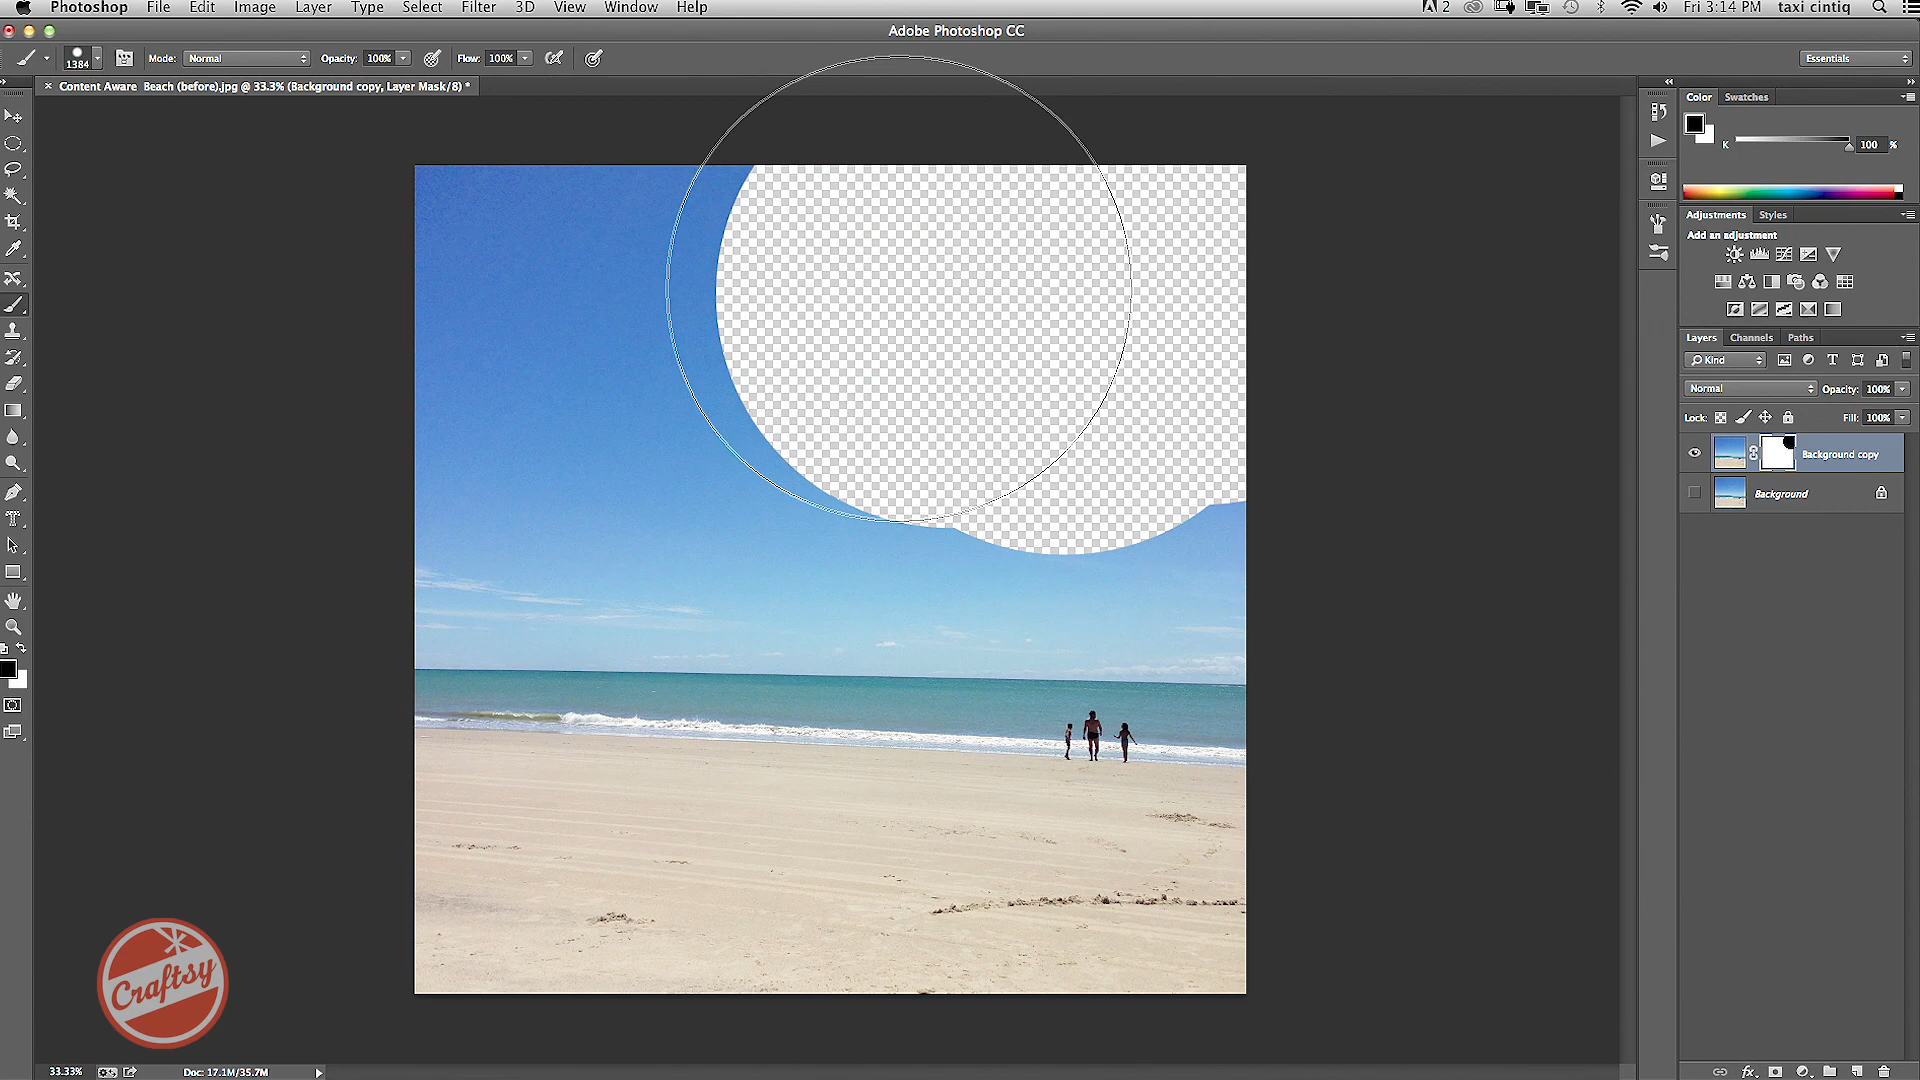 Photoshop File Edit Image Layer Type Select Filter 3D View Window Help 2 Fri 3:14 PM taxi cintiq
Adobe Photoshop CC
1384 Mode: Normal Opacity: 100% Flow: 100% Essentials
× Content Aware Beach (before).jpg @ 33.3% (Background copy, Layer Mask/8) *
Color Swatches
K 100 %
Adjustments Styles
Add an adjustment
Layers Channels Paths
Kind
Normal Opacity: 100%
Lock: Fill: 100%
Background copy
Background
Craftsy
33.33% Doc: 17.1M/35.7M